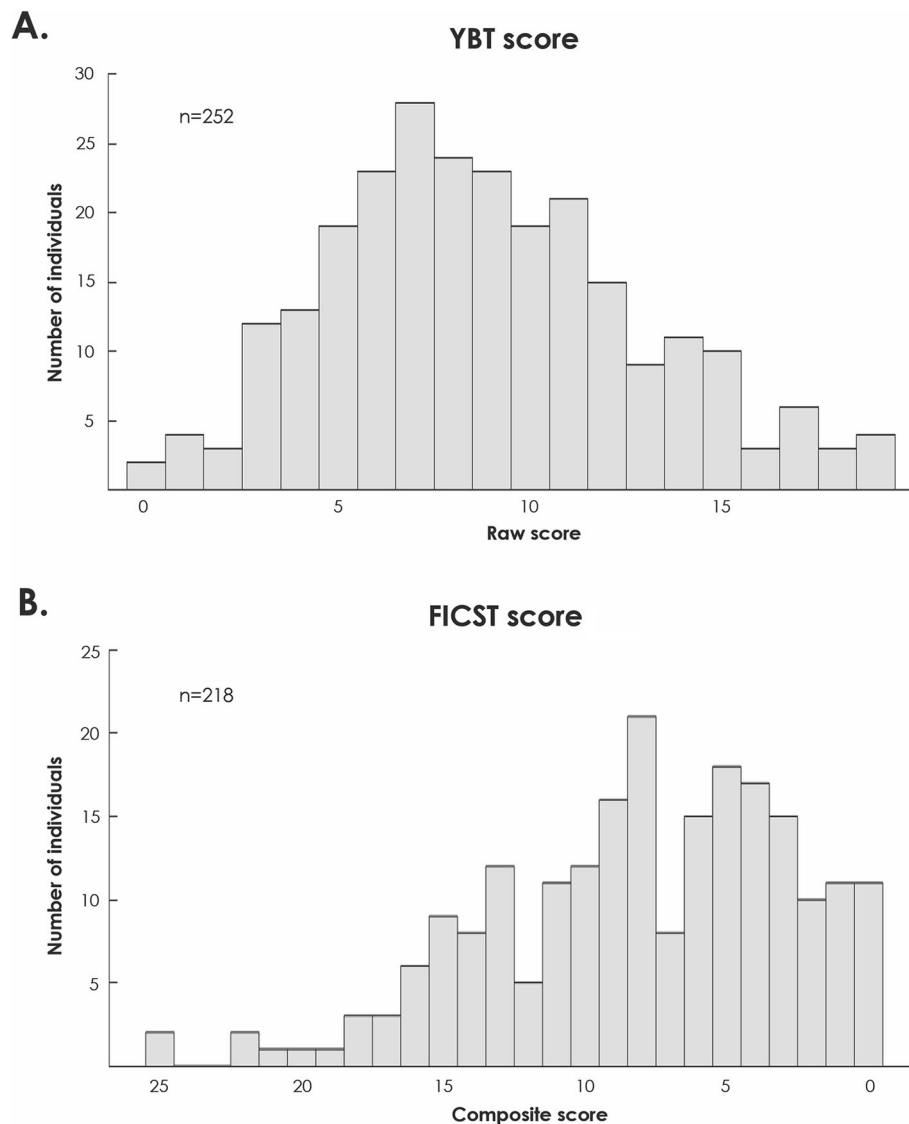 A.
YBT score
30
n=252
25
20
15
10
5
Number of individuals
0 5 10 15
Raw score
B.
FICST score
25
n=218
20
15
10
5
Number of individuals
25 20 15 10 5 0
Composite score